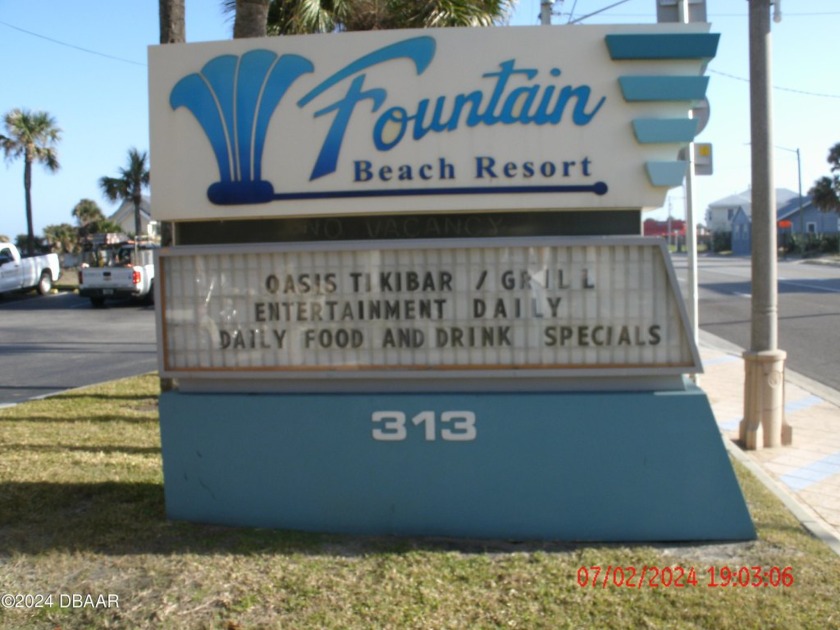 Fountain
Beach Resort
NO VACANCY
OASIS TIKIBAR / GRILL
ENTERTAINMENT DAILY
DAILY FOOD AND DRINK SPECIALS
313
07/02/2024 19:03:06
©2024 DBAAR